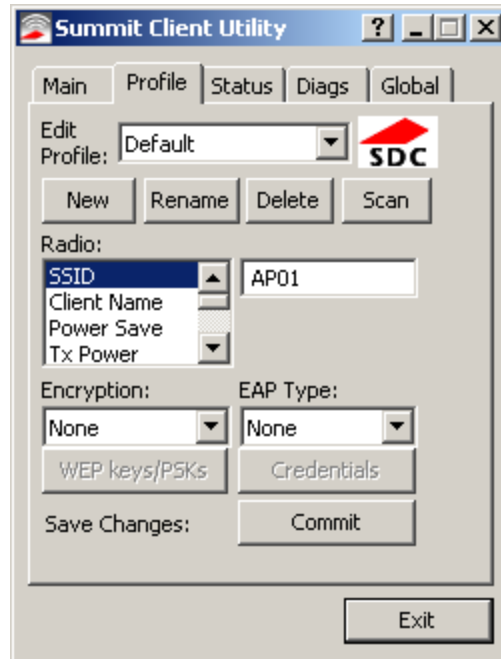 Summit Client Utility ? X
Main Profile Status Diags Global
Edit Profile: Default
SDC
New Rename Delete Scan
Radio:
SSID AP01
Client Name
Power Save
Tx Power
Encryption: EAP Type:
None None
WEP keys/PSKs Credentials
Save Changes: Commit
Exit